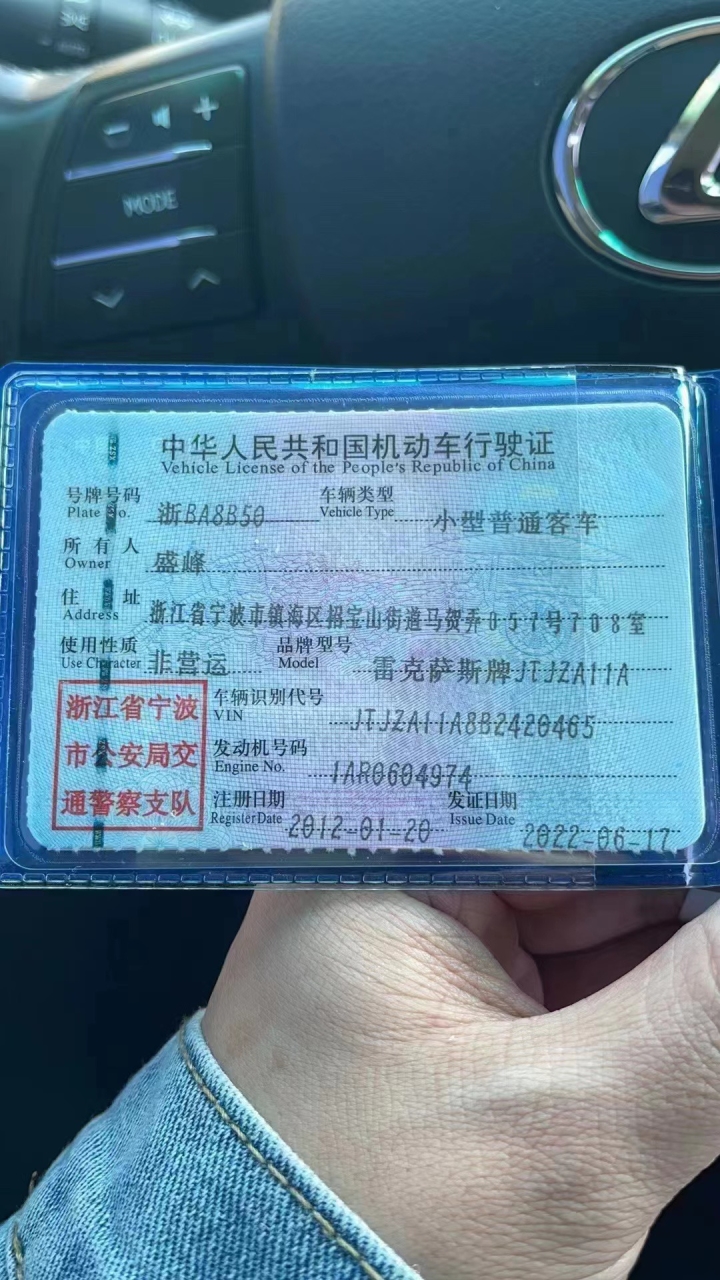 MODE
中华人民共和国机动车行驶证
Vehicle License of the People's Republic of China
号牌号码 浙BA8B50 车辆类型 小型普通客车
Plate No. Vehicle Type
所有人 盛峰
Owner
住址 浙江省宁波市镇海区招宝山街道马贺弄057号708室
Address
使用性质 非营运 品牌型号 雷克萨斯牌JTJZA11A
Use Character Model
浙江省宁波
市公安局交
通警察支队
车辆识别代号 JTJZA11A8B2420465
VIN
发动机号码 1AR0604974
Engine No.
注册日期 2012-01-20 发证日期 2022-06-17
Register Date Issue Date